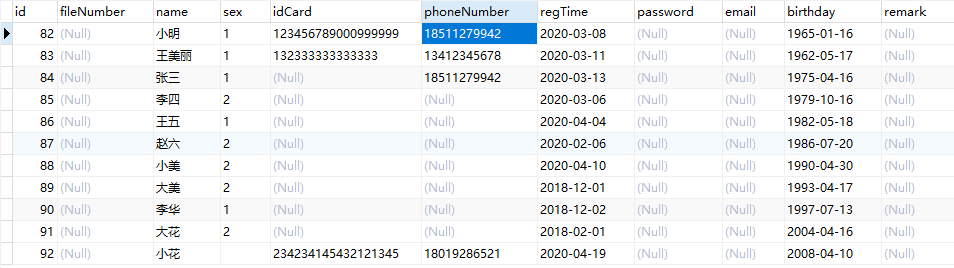 id fileNumber name sex idCard phoneNumber regTime password email birthday remark
82 (Null) 小明 1 123456789000999999 18511279942 2020-03-08 (Null) (Null) 1965-01-16 (Null)
83 (Null) 王美丽 1 132333333333333 13412345678 2020-03-11 (Null) (Null) 1962-05-17 (Null)
84 (Null) 张三 1 (Null) 18511279942 2020-03-13 (Null) (Null) 1975-04-16 (Null)
85 (Null) 李四 2 (Null) (Null) 2020-03-06 (Null) (Null) 1979-10-16 (Null)
86 (Null) 王五 1 (Null) (Null) 2020-04-04 (Null) (Null) 1982-05-18 (Null)
87 (Null) 赵六 2 (Null) (Null) 2020-02-06 (Null) (Null) 1986-07-20 (Null)
88 (Null) 小美 2 (Null) (Null) 2020-04-10 (Null) (Null) 1990-04-30 (Null)
89 (Null) 大美 2 (Null) (Null) 2018-12-01 (Null) (Null) 1993-04-17 (Null)
90 (Null) 李华 1 (Null) (Null) 2018-12-02 (Null) (Null) 1997-07-13 (Null)
91 (Null) 大花 2 (Null) (Null) 2018-02-01 (Null) (Null) 2004-04-16 (Null)
92 (Null) 小花 234234145432121345 18019286521 2020-04-19 (Null) (Null) 2008-04-10 (Null)